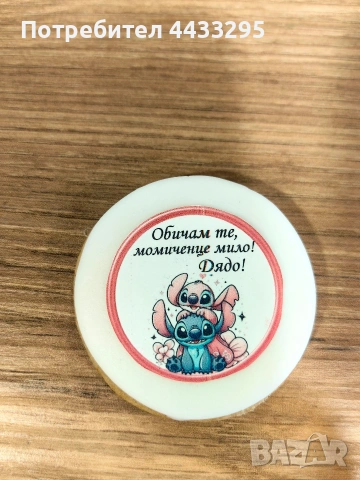 Потребител 4433295
Обичам те,
момиченце мило!
Дядо!
BAZAR